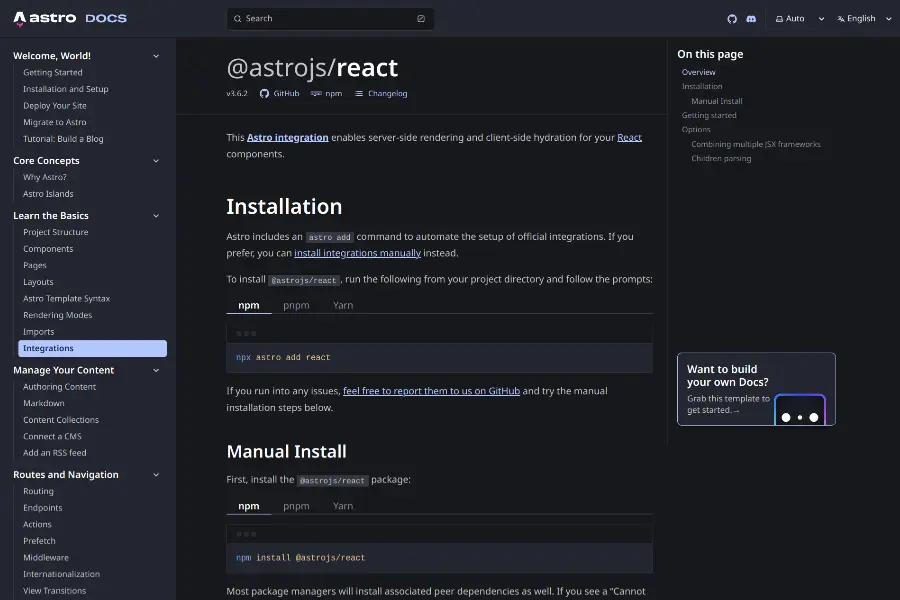 astro DOCS
Search
Auto
English
Welcome, World!
Getting Started
Installation and Setup
Deploy Your Site
Migrate to Astro
Tutorial: Build a Blog
Core Concepts
Why Astro?
Astro Islands
Learn the Basics
Project Structure
Components
Pages
Layouts
Astro Template Syntax
Rendering Modes
Imports
Integrations
Manage Your Content
Authoring Content
Markdown
Content Collections
Connect a CMS
Add an RSS feed
Routes and Navigation
Routing
Endpoints
Actions
Prefetch
Middleware
Internationalization
View Transitions
@astrojs/react
v3.6.2 GitHub npm Changelog
This Astro integration enables server-side rendering and client-side hydration for your React
components.
Installation
Astro includes an astro add command to automate the setup of official integrations. If you
prefer, you can install integrations manually instead.
To install @astrojs/react, run the following from your project directory and follow the prompts:
npm pnpm Yarn
npx astro add react
If you run into any issues, feel free to report them to us on GitHub and try the manual
installation steps below.
Manual Install
First, install the @astrojs/react package:
npm pnpm Yarn
npm install @astrojs/react
Most package managers will install associated peer dependencies as well. If you see a “Cannot
On this page
Overview
Installation
Manual Install
Getting started
Options
Combining multiple JSX frameworks
Children parsing
Want to build
your own Docs?
Grab this template to
get started.→